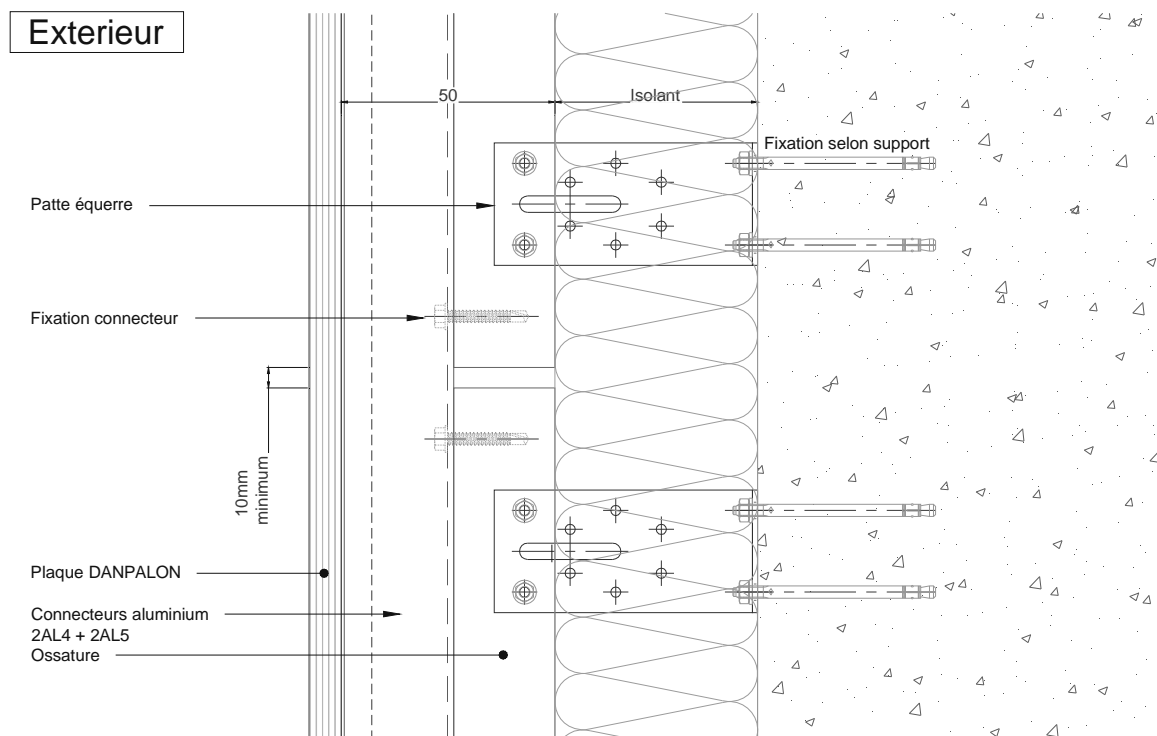 Exterieur
50
Isolant
Fixation selon support
Patte équerre
Fixation connecteur
10mm
minimum
Plaque DANPALON
Connecteurs aluminium
2AL4 + 2AL5
Ossature